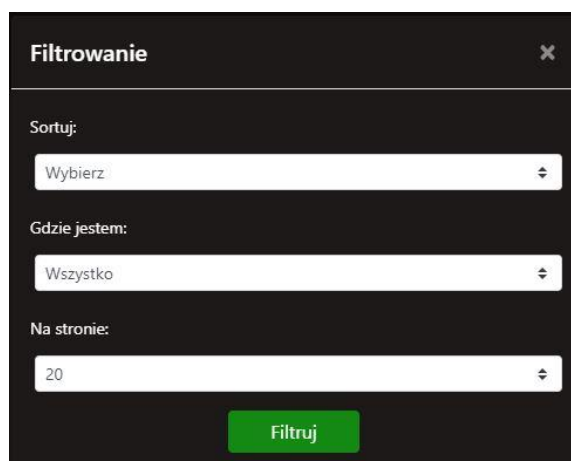 Filtrowanie
Sortuj:
Wybierz
Gdzie jestem:
Wszystko
Na stronie:
20
Filtruj